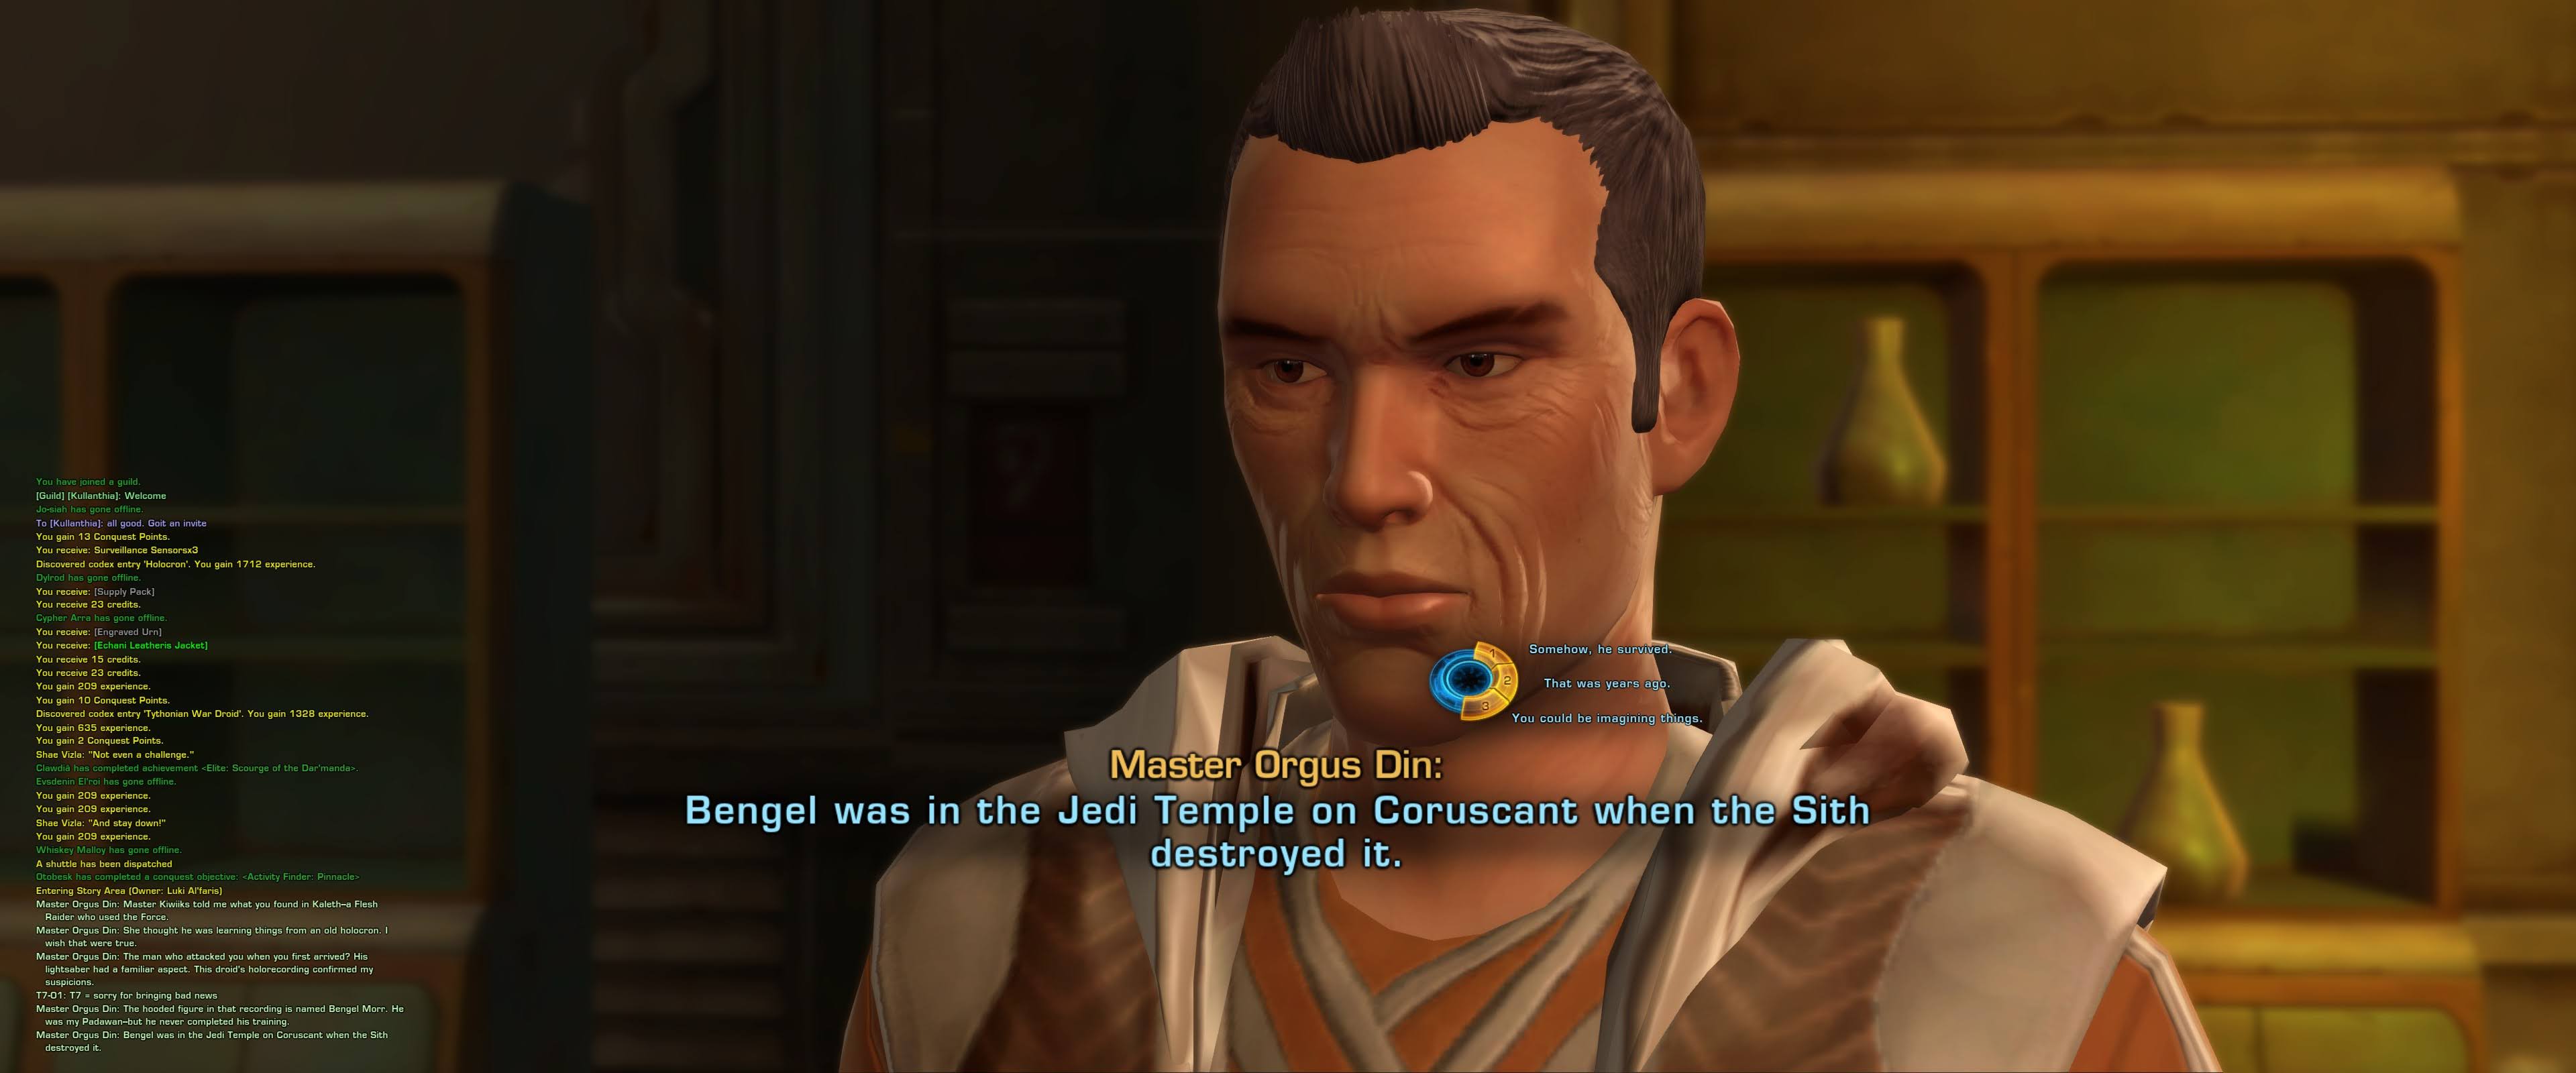 You have joined a guild.
[Guild] [Kullanthia]: Welcome
Jo-siah has gone offline.
To [Kullanthia]: all good. Goit an invite
You gain 13 Conquest Points.
You receive: Surveillance Sensorsx3
Discovered codex entry 'Holocron'. You gain 1712 experience.
Dylrod has gone offline.
You receive: [Supply Pack]
You receive 23 credits.
Cypher Arra has gone offline.
You receive: [Engraved Urn]
You receive: [Echani Leatheris Jacket]
You receive 15 credits.
You receive 23 credits.
You gain 209 experience.
You gain 10 Conquest Points.
Discovered codex entry 'Tythonian War Droid'. You gain 1328 experience.
You gain 635 experience.
You gain 2 Conquest Points.
Shae Vizla: "Not even a challenge."
Clawdiá has completed achievement <Elite: Scourge of the Dar'manda>.
Evsdenin El'roi has gone offline.
You gain 209 experience.
You gain 209 experience.
Shae Vizla: "And stay down!"
You gain 209 experience.
Whiskey Malloy has gone offline.
A shuttle has been dispatched
Otobesk has completed a conquest objective: <Activity Finder: Pinnacle>
Entering Story Area (Owner: Luki Al'faris)
Master Orgus Din: Master Kiwiiks told me what you found in Kaleth—a Flesh
Raider who used the Force.
Master Orgus Din: She thought he was learning things from an old holocron. I
wish that were true.
Master Orgus Din: The man who attacked you when you first arrived? His
lightsaber had a familiar aspect. This droid's holorecording confirmed my
suspicions.
T7-01: T7 = sorry for bringing bad news
Master Orgus Din: The hooded figure in that recording is named Bengel Morr. He
was my Padawan—but he never completed his training.
Master Orgus Din: Bengel was in the Jedi Temple on Coruscant when the Sith
destroyed it.
1 Somehow, he survived.
2 That was years ago.
3 You could be imagining things.
Master Orgus Din:
Bengel was in the Jedi Temple on Coruscant when the Sith
destroyed it.